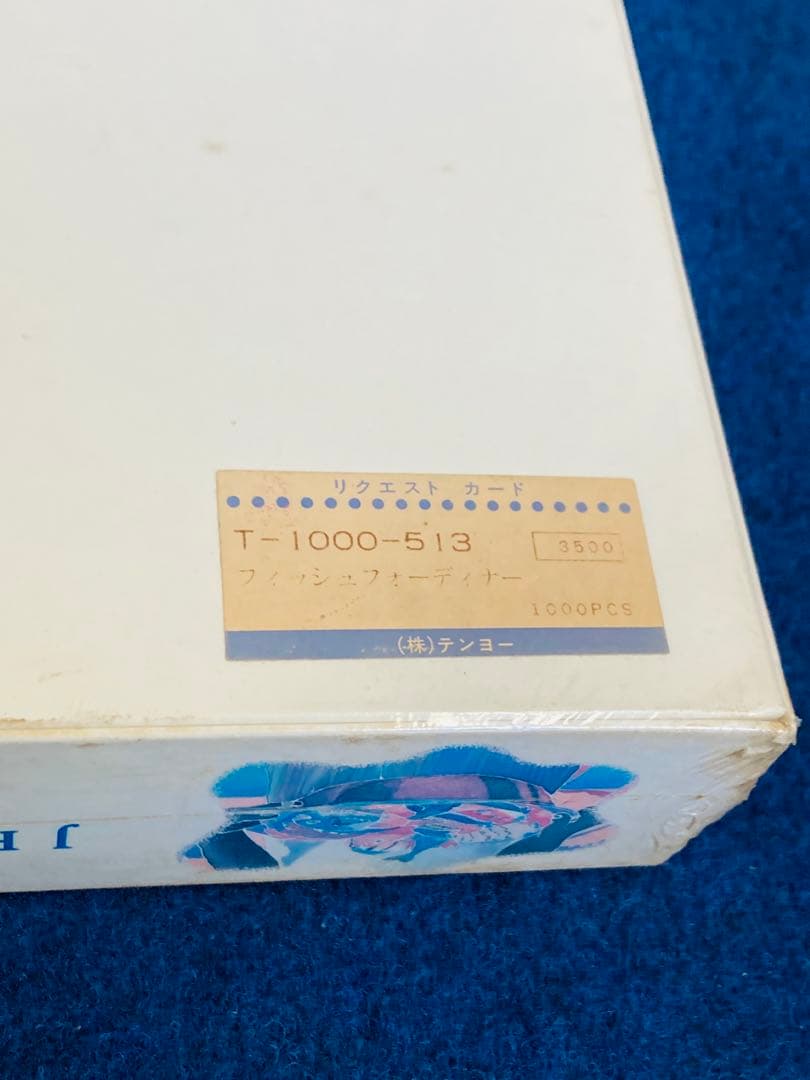 リクエスト カード
T-1000-513
3500
フィッシュフォーディナー
1000PCS
(株)テンヨー
J